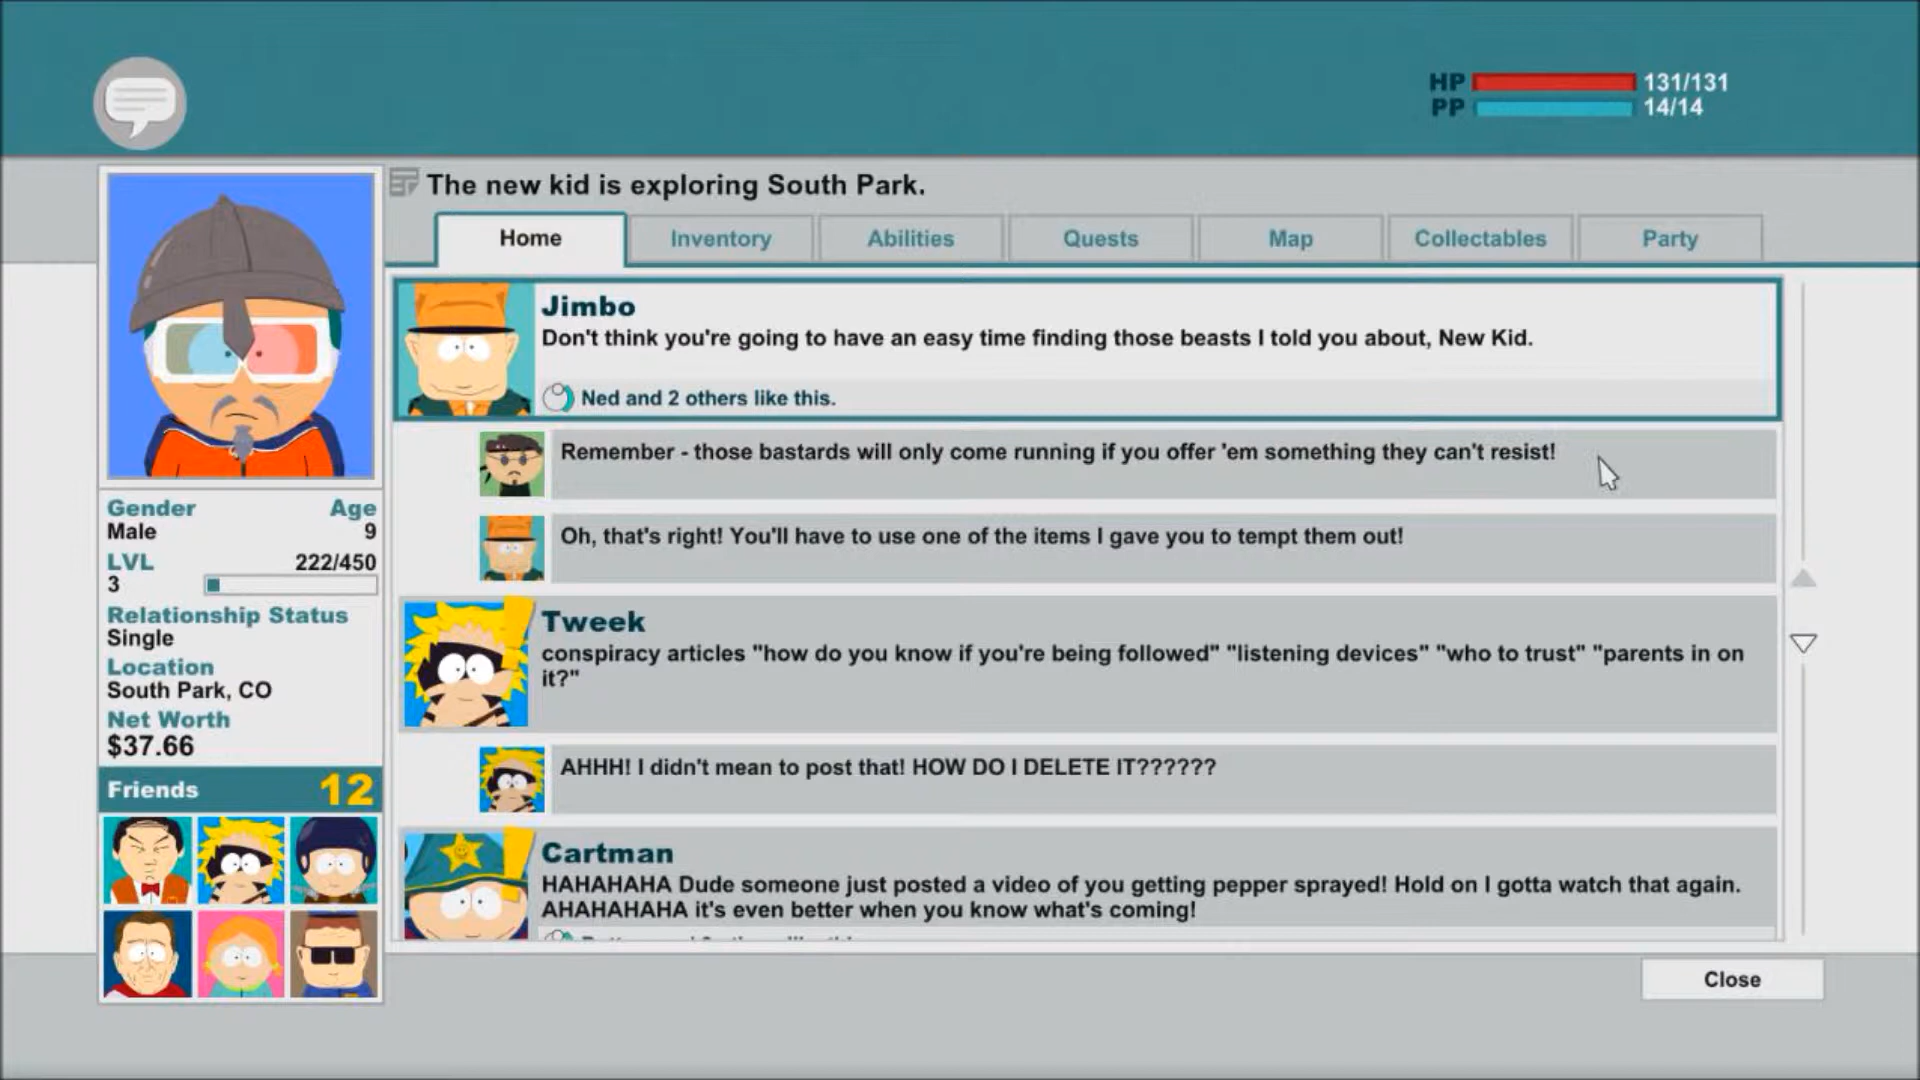 HP 131/131
PP 14/14
The new kid is exploring South Park.
Home Inventory Abilities Quests Map Collectables Party
Jimbo
Don't think you're going to have an easy time finding those beasts I told you about, New Kid.
Ned and 2 others like this.
Remember - those bastards will only come running if you offer 'em something they can't resist!
Oh, that's right! You'll have to use one of the items I gave you to tempt them out!
Tweek
conspiracy articles "how do you know if you're being followed" "listening devices" "who to trust" "parents in on
it?"
AHHH! I didn't mean to post that! HOW DO I DELETE IT??????
Cartman
HAHAHAHA Dude someone just posted a video of you getting pepper sprayed! Hold on I gotta watch that again.
AHAHAHAHA it's even better when you know what's coming!
Gender Age
Male 9
LVL 222/450
3
Relationship Status
Single
Location
South Park, CO
Net Worth
$37.66
Friends 12
Close